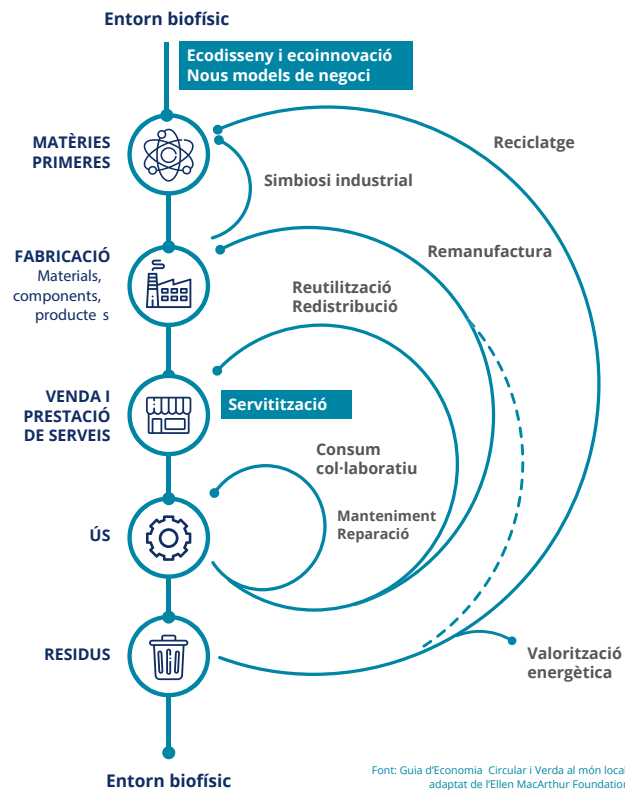 Entorn biofísic
Ecodisseny i ecoinnovació
Nous models de negoci
MATÈRIES
PRIMERES
Reciclatge
Simbiosi industrial
FABRICACIÓ
Materials,
components,
producte s
Remanufactura
Reutilització
Redistribució
VENDA I
PRESTACIÓ
DE SERVEIS
Servitització
Consum
col·laboratiu
Manteniment
Reparació
ÚS
RESIDUS
Valorització
energètica
Entorn biofísic
Font: Guia d'Economia Circular i Verda al món local
adaptat de l'Ellen MacArthur Foundation